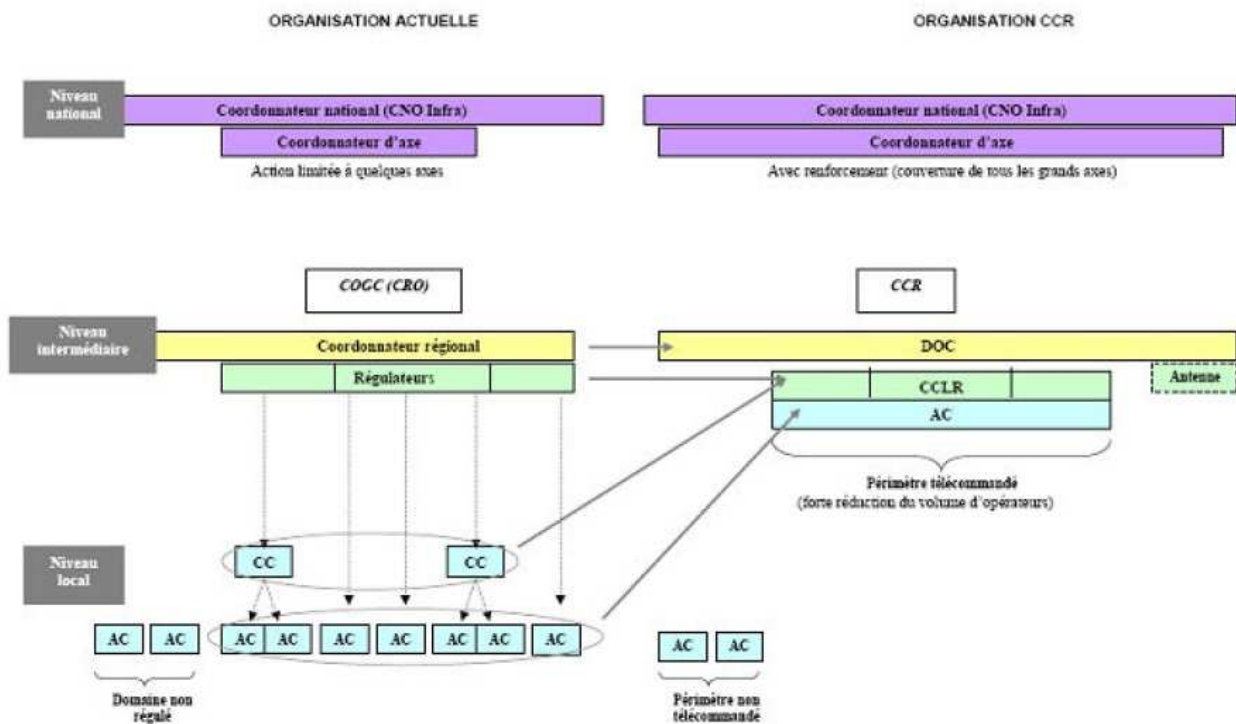 ORGANISATION ACTUELLE
ORGANISATION CCR
Niveau
national
Coordonnateur national (CNO Infra)
Coordonnateur d'axe
Action limitée à quelques axes
Coordonnateur national (CNO Infra)
Coordonnateur d'axe
Avec renforcement (couverture de tous les grands axes)
COGC (CRO)
CCR
Niveau
intermédiaire
Coordonnateur régional
Régulateurs
DOC
CCLR
AC
Antenne
Périmètre télécommandé
(forte réduction du volume d'opérateurs)
Niveau
local
CC
CC
AC
AC
AC
AC
AC
AC
AC
AC
AC
Domaine non
régulé
AC
AC
Périmètre non
télécommandé